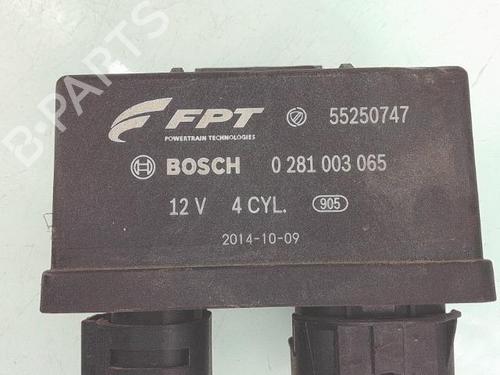 B-PARTS
FPT 55250747
POWERTRAIN TECHNOLOGIES
BOSCH 0 281 003 065
12 V 4 CYL. 905
2014-10-09